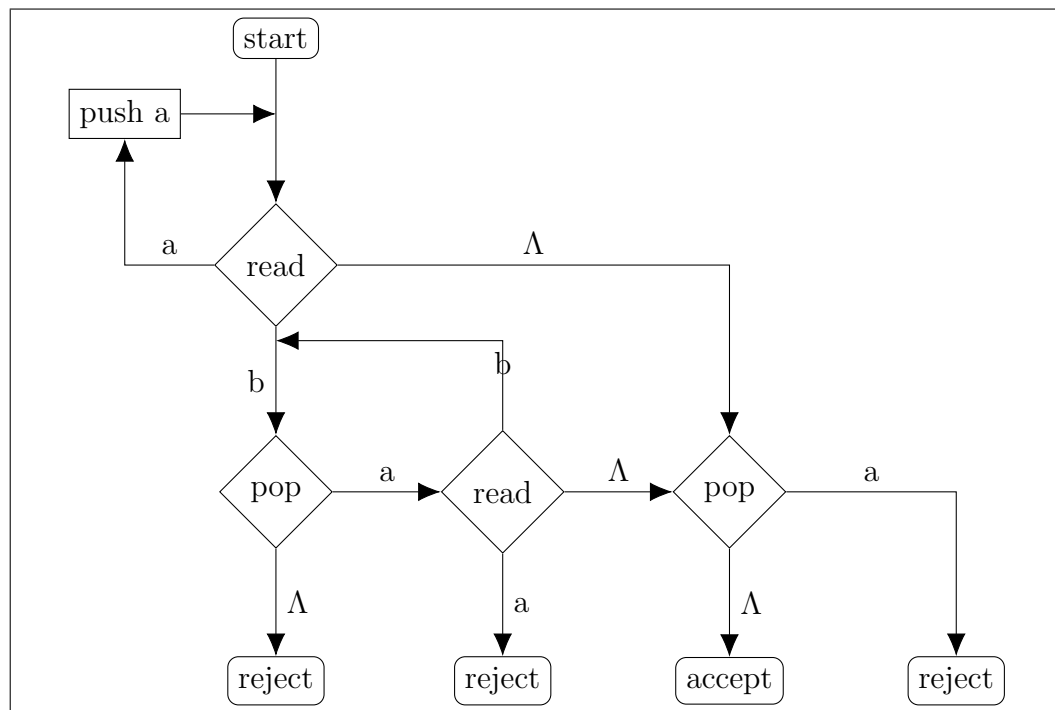 start
push a
a
read
Λ
b
b
pop
a
read
Λ
pop
a
Λ
a
Λ
reject
reject
accept
reject